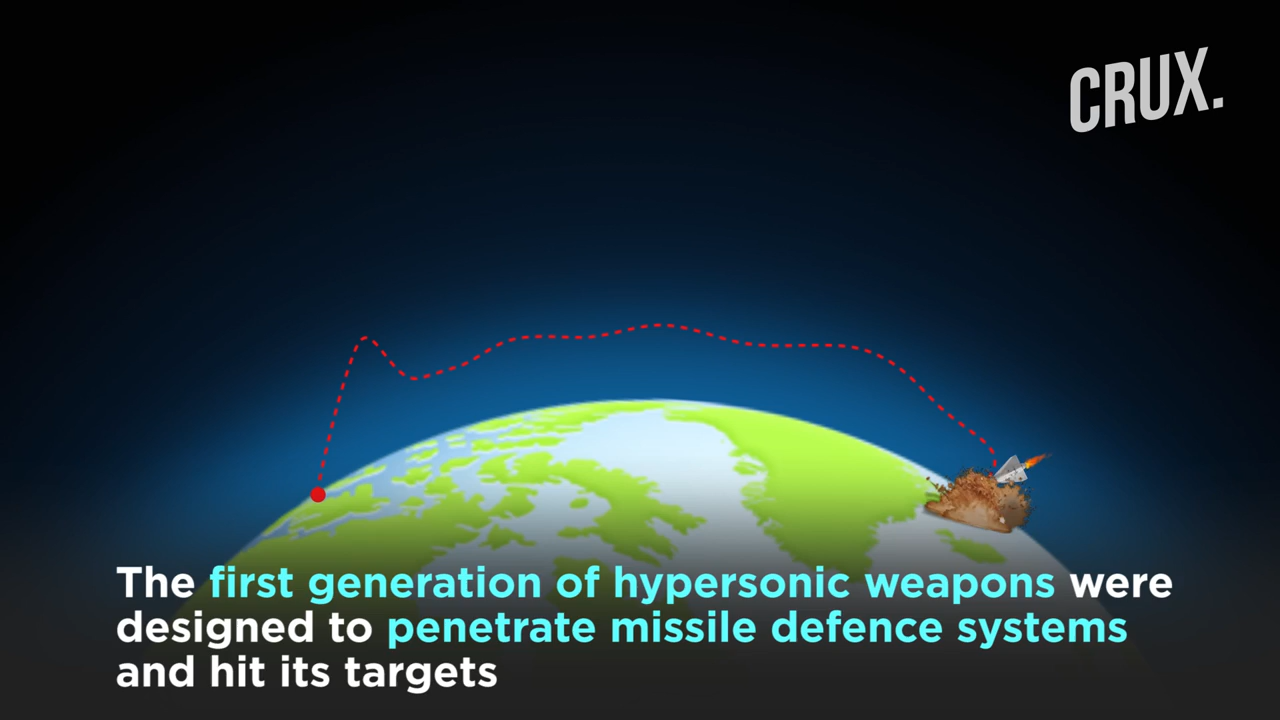 CRUX.
The first generation of hypersonic weapons were
designed to penetrate missile defence systems
and hit its targets